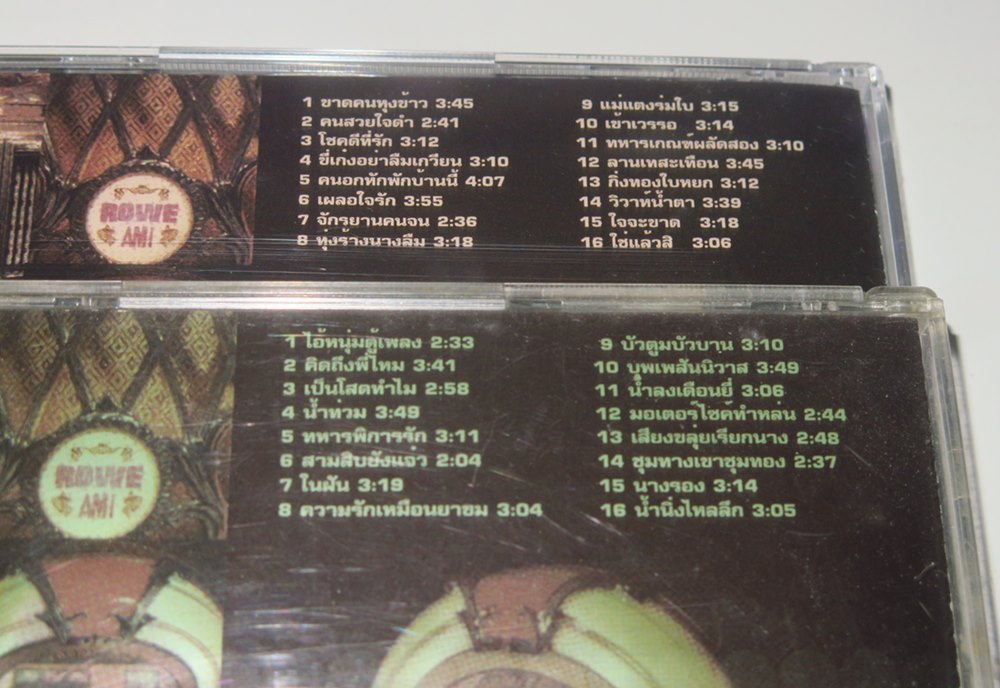 1 ขาดคนหุงข้าว 3:45
2 คนสวยใจดำ 2:41
3 โชคดีที่รัก 3:12
4 ขี่เก๋งอย่าลืมเกวียน 3:10
5 คนอกหักพักบ้านนี้ 4:07
6 เผลอใจรัก 3:55
7 จักรยานคนจน 2:36
8 ทุ่งร้างนางลืม 3:18
9 แม่แตงร่มใบ 3:15
10 เข้าเวรรอ 3:14
11 ทหารเกณฑ์ผลัดสอง 3:10
12 ลานเทสะเทือน 3:45
13 กิ่งทองใบหยก 3:12
14 วิวาห์น้ำตา 3:39
15 ใจจะขาด 3:18
16 ใช่แล้วสิ 3:06
ROWE
AMI
1 ไอ้หนุ่มตู้เพลง 2:33
2 คิดถึงพี่ไหม 3:41
3 เป็นโสดทำไม 2:58
4 น้ำท่วม 3:49
5 ทหารพิการรัก 3:11
6 สามสิบยังแจ๋ว 2:04
7 ในฝัน 3:19
8 ความรักเหมือนยาขม 3:04
9 บัวตูมบัวบาน 3:10
10 บุพเพสันนิวาส 3:49
11 น้ำลงเดือนยี่ 3:06
12 มอเตอร์ไซค์ทำหล่น 2:44
13 เสียงขลุ่ยเรียกนาง 2:48
14 ชุมทางเขาชุมทอง 2:37
15 นางรอง 3:14
16 น้ำนิ่งไหลลึก 3:05
ROWE
AMI